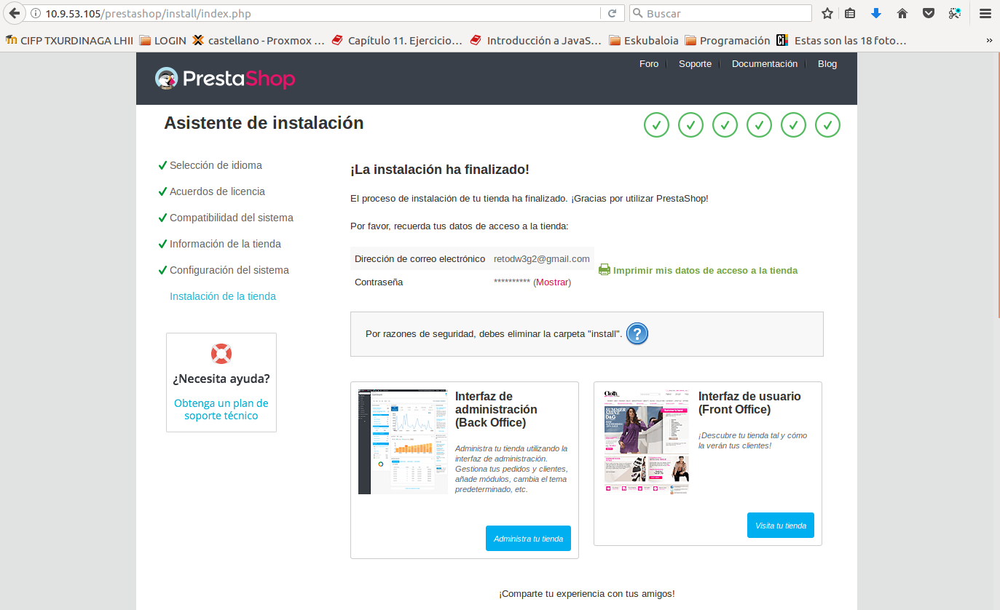 10.9.53.105/prestashop/install/index.php
Buscar
CIFP TXURDINAGA LHII
LOGIN
castellano - Proxmox …
Capítulo 11. Ejercicio…
Introducción a JavaS…
Eskubaloia
Programación
Estas son las 18 foto…
»
PrestaShop
Foro
Soporte
Documentación
Blog
Asistente de instalación
Selección de idioma
Acuerdos de licencia
Compatibilidad del sistema
Información de la tienda
Configuración del sistema
Instalación de la tienda
¿Necesita ayuda?
Obtenga un plan de
soporte técnico
¡La instalación ha finalizado!
El proceso de instalación de tu tienda ha finalizado. ¡Gracias por utilizar PrestaShop!
Por favor, recuerda tus datos de acceso a la tienda:
Dirección de correo electrónico retodw3g2@gmail.com
Contraseña ********** (Mostrar)
Imprimir mis datos de acceso a la tienda
Por razones de seguridad, debes eliminar la carpeta "install". ?
Interfaz de
administración
(Back Office)
Administra tu tienda utilizando la
interfaz de administración.
Gestiona tus pedidos y clientes,
añade módulos, cambia el tema
predeterminado, etc.
Administra tu tienda
Cloth
SUMMER
Interfaz de usuario
(Front Office)
¡Descubre tu tienda tal y cómo
la verán tus clientes!
Visita tu tienda
¡Comparte tu experiencia con tus amigos!